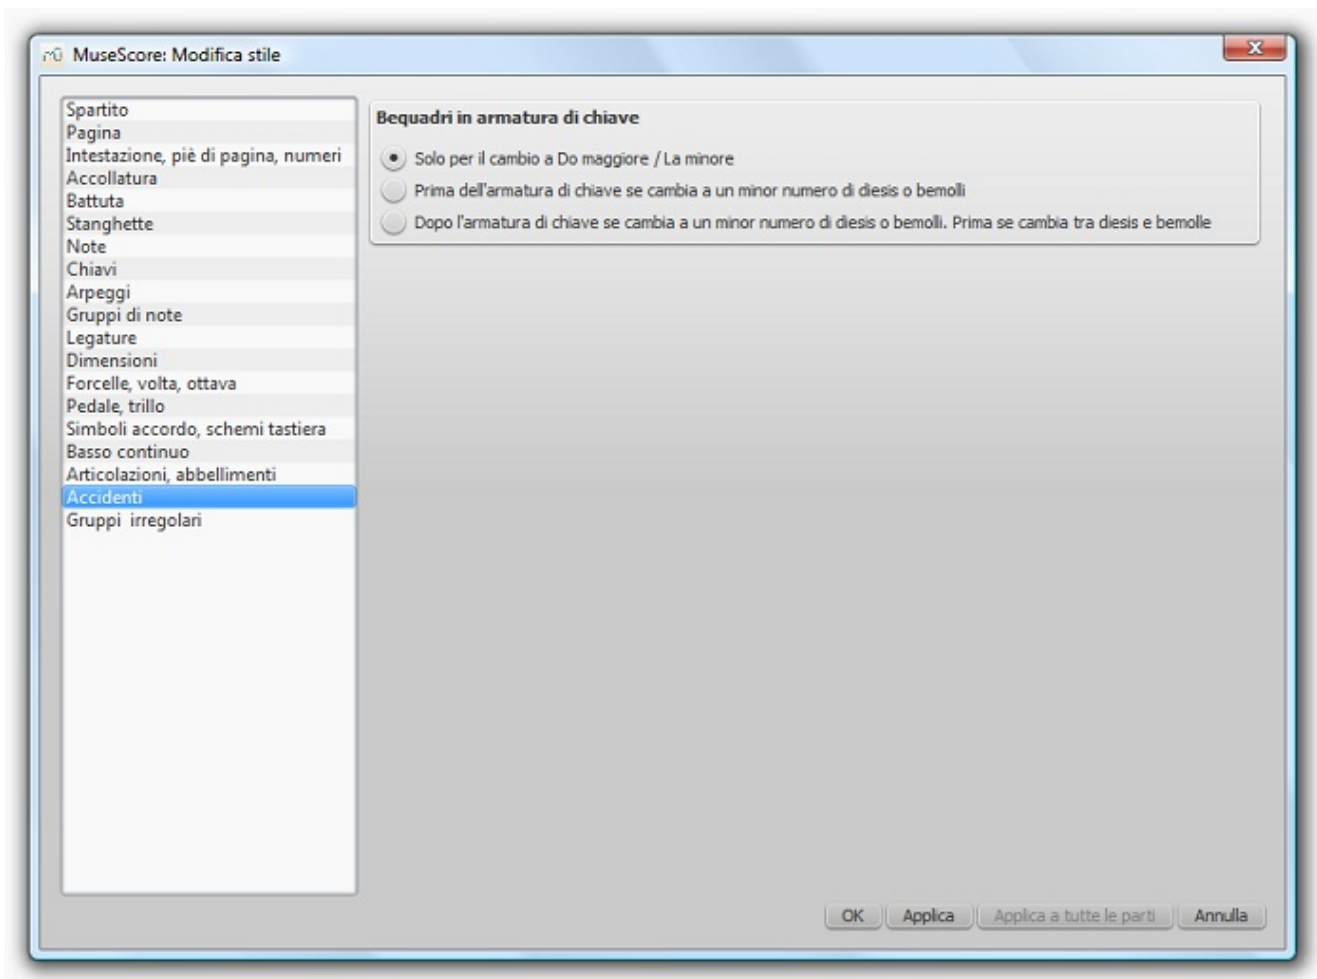 MuseScore: Modifica stile
Spartito
Pagina
Intestazione, piè di pagina, numeri
Accollatura
Battuta
Stanghette
Note
Chiavi
Arpeggi
Gruppi di note
Legature
Dimensioni
Forcelle, volta, ottava
Pedale, trillo
Simboli accordo, schemi tastiera
Basso continuo
Articolazioni, abbellimenti
Accidenti
Gruppi irregolari
Bequadri in armatura di chiave
Solo per il cambio a Do maggiore / La minore
Prima dell'armatura di chiave se cambia a un minor numero di diesis o bemolli
Dopo l'armatura di chiave se cambia a un minor numero di diesis o bemolli. Prima se cambia tra diesis e bemolle
OK Applica Applica a tutte le parti Annulla